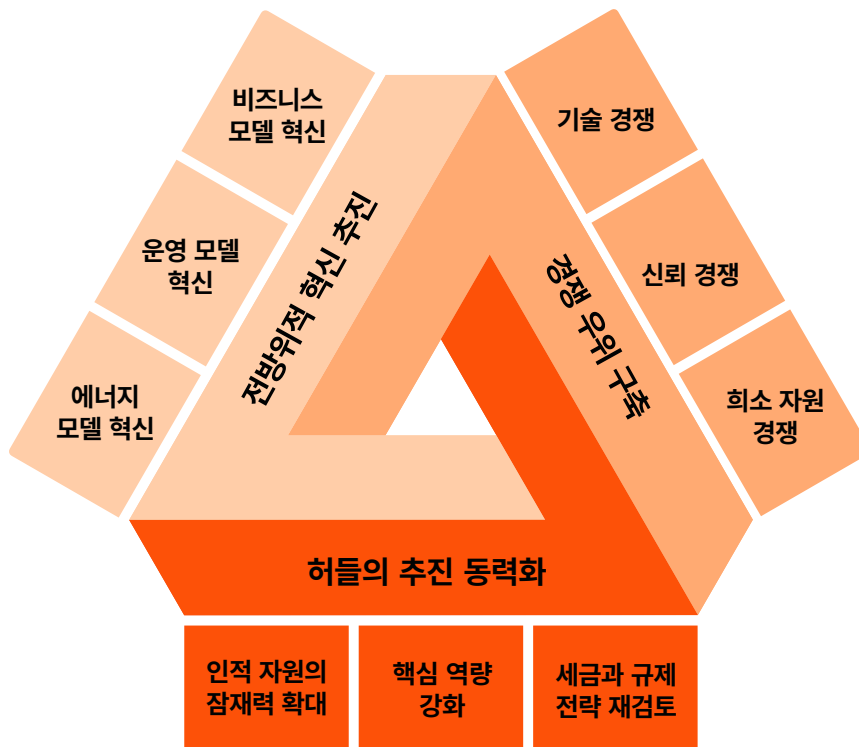 비즈니스
모델 혁신
운영 모델
혁신
에너지
모델 혁신
전방위적 혁신 추진
기술 경쟁
신뢰 경쟁
희소 자원
경쟁
경쟁 우위 구축
허들의 추진 동력화
인적 자원의
잠재력 확대
핵심 역량
강화
세금과 규제
전략 재검토